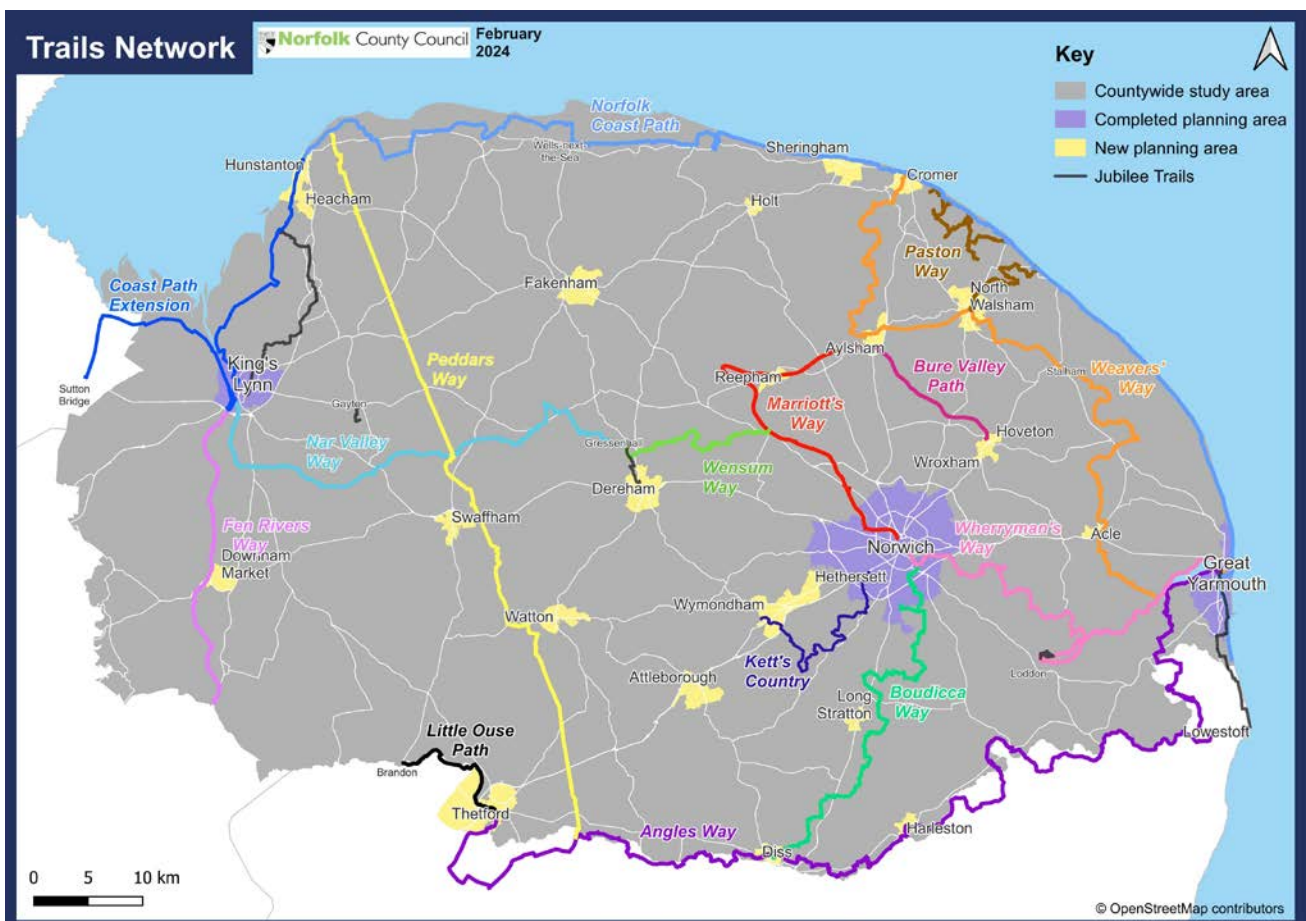 Trails Network
Norfolk County Council
February
2024
Key
Countywide study area
Completed planning area
New planning area
Jubilee Trails
Norfolk
Coast Path
Wells-next-
the-Sea
Sheringham
Cromer
Hunstanton
Heacham
Holt
Paston
Way
Fakenham
North
Walsham
Coast Path
Extension
King's
Lynn
Sutton
Bridge
Peddars
Way
Aylsham
Reepham
Bure Valley
Path
Stalham
Weavers'
Way
Gayton
Marriott's
Way
Hoveton
Wroxham
Nar Valley
Way
Gressenhall
Wensum
Way
Dereham
Swaffham
Fen Rivers
Way
Downham
Market
Norwich
Wherryman's
Way
Acle
Great
Yarmouth
Hethersett
Wymondham
Watton
Kett's
Country
Loddon
Attleborough
Long
Stratton
Boudicca
Way
Lowestoft
Little Ouse
Path
Brandon
Thetford
Angles Way
Harleston
Diss
0 5 10 km
© OpenStreetMap contributors